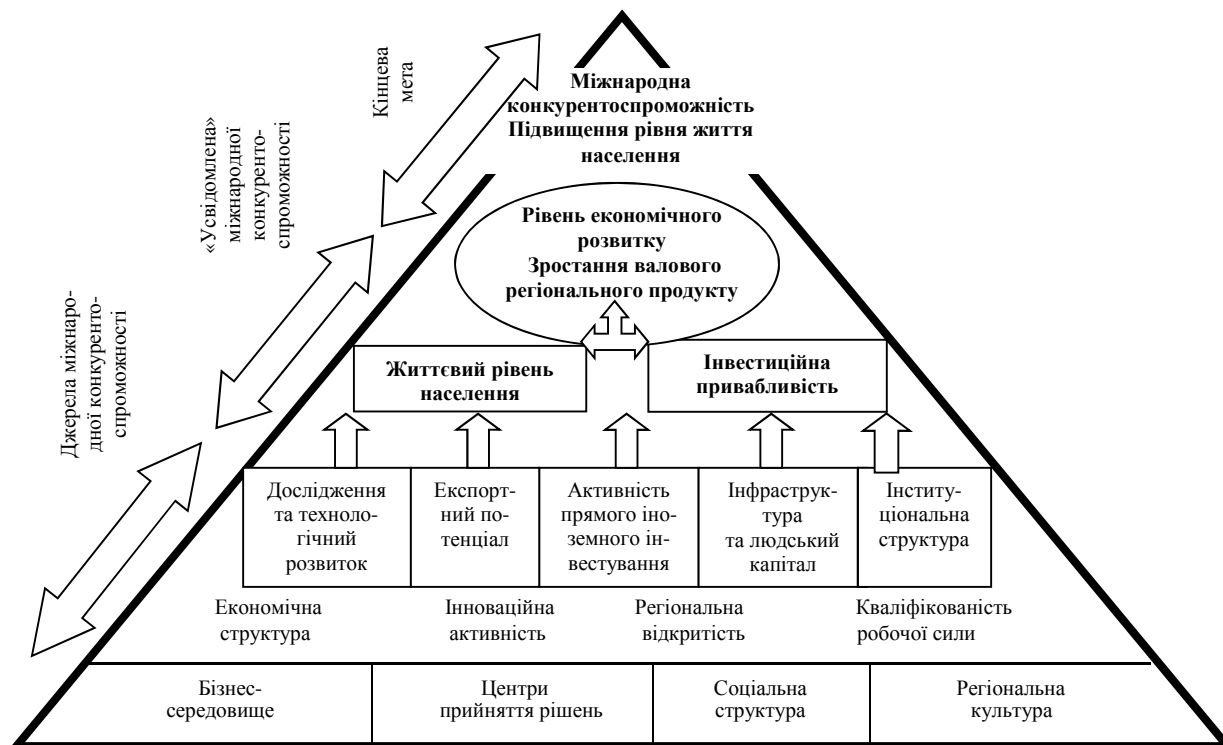 Кінцева
мета
«Усвідомлена»
міжнародної
конкуренто-
спроможності
Джерела міжнаро-
дної конкуренто-
спроможності
Міжнародна
конкурентоспроможність
Підвищення рівня життя
населення
Рівень економічного
розвитку
Зростання валового
регіонального продукту
Життєвий рівень
населення
Інвестиційна
привабливість
Дослідження
та техноло-
гічний
розвиток
Експорт-
ний по-
тенціал
Активність
прямого іно-
земного ін-
вестування
Інфраструк-
тура
та людський
капітал
Інститу-
ціональна
структура
Економічна
структура
Інноваційна
активність
Регіональна
відкритість
Кваліфікованість
робочої сили
Бізнес-
середовище
Центри
прийняття рішень
Соціальна
структура
Регіональна
культура